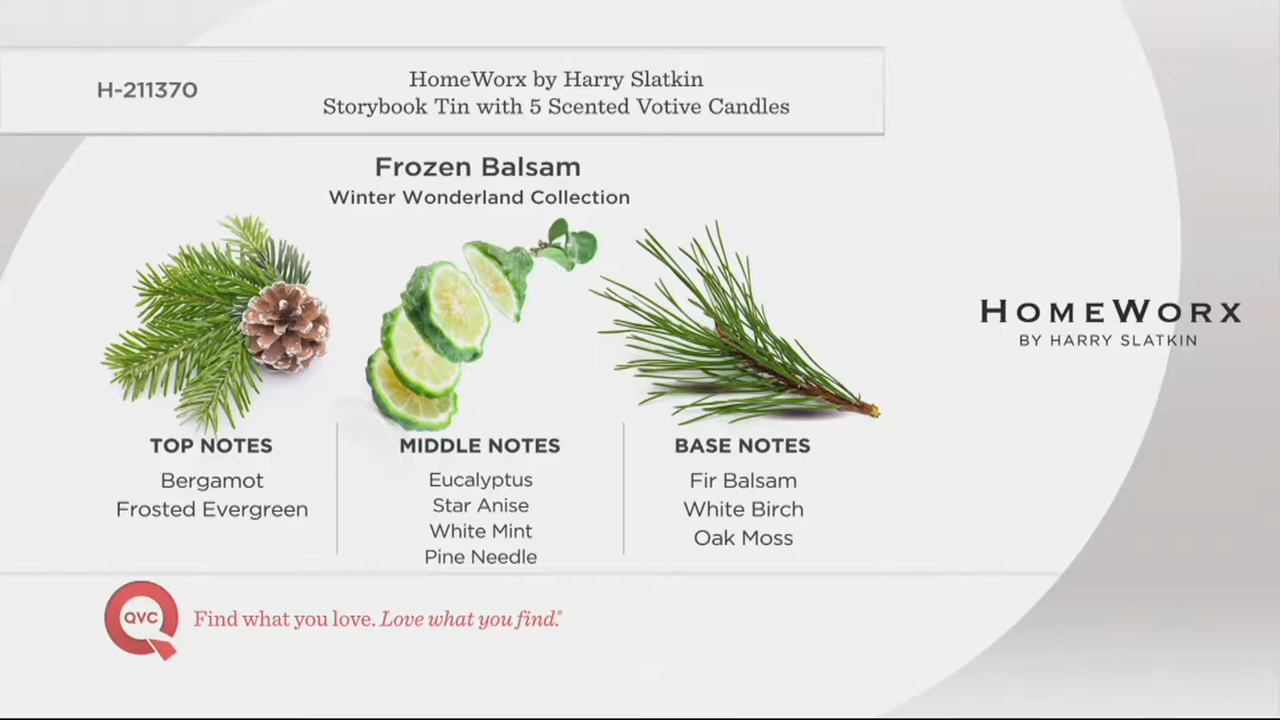 H-211370
HomeWorx by Harry Slatkin
Storybook Tin with 5 Scented Votive Candles
Frozen Balsam
Winter Wonderland Collection
TOP NOTES
Bergamot
Frosted Evergreen
MIDDLE NOTES
Eucalyptus
Star Anise
White Mint
Pine Needle
BASE NOTES
Fir Balsam
White Birch
Oak Moss
HOMEWORX
BY HARRY SLATKIN
QVC
Find what you love. Love what you find.®